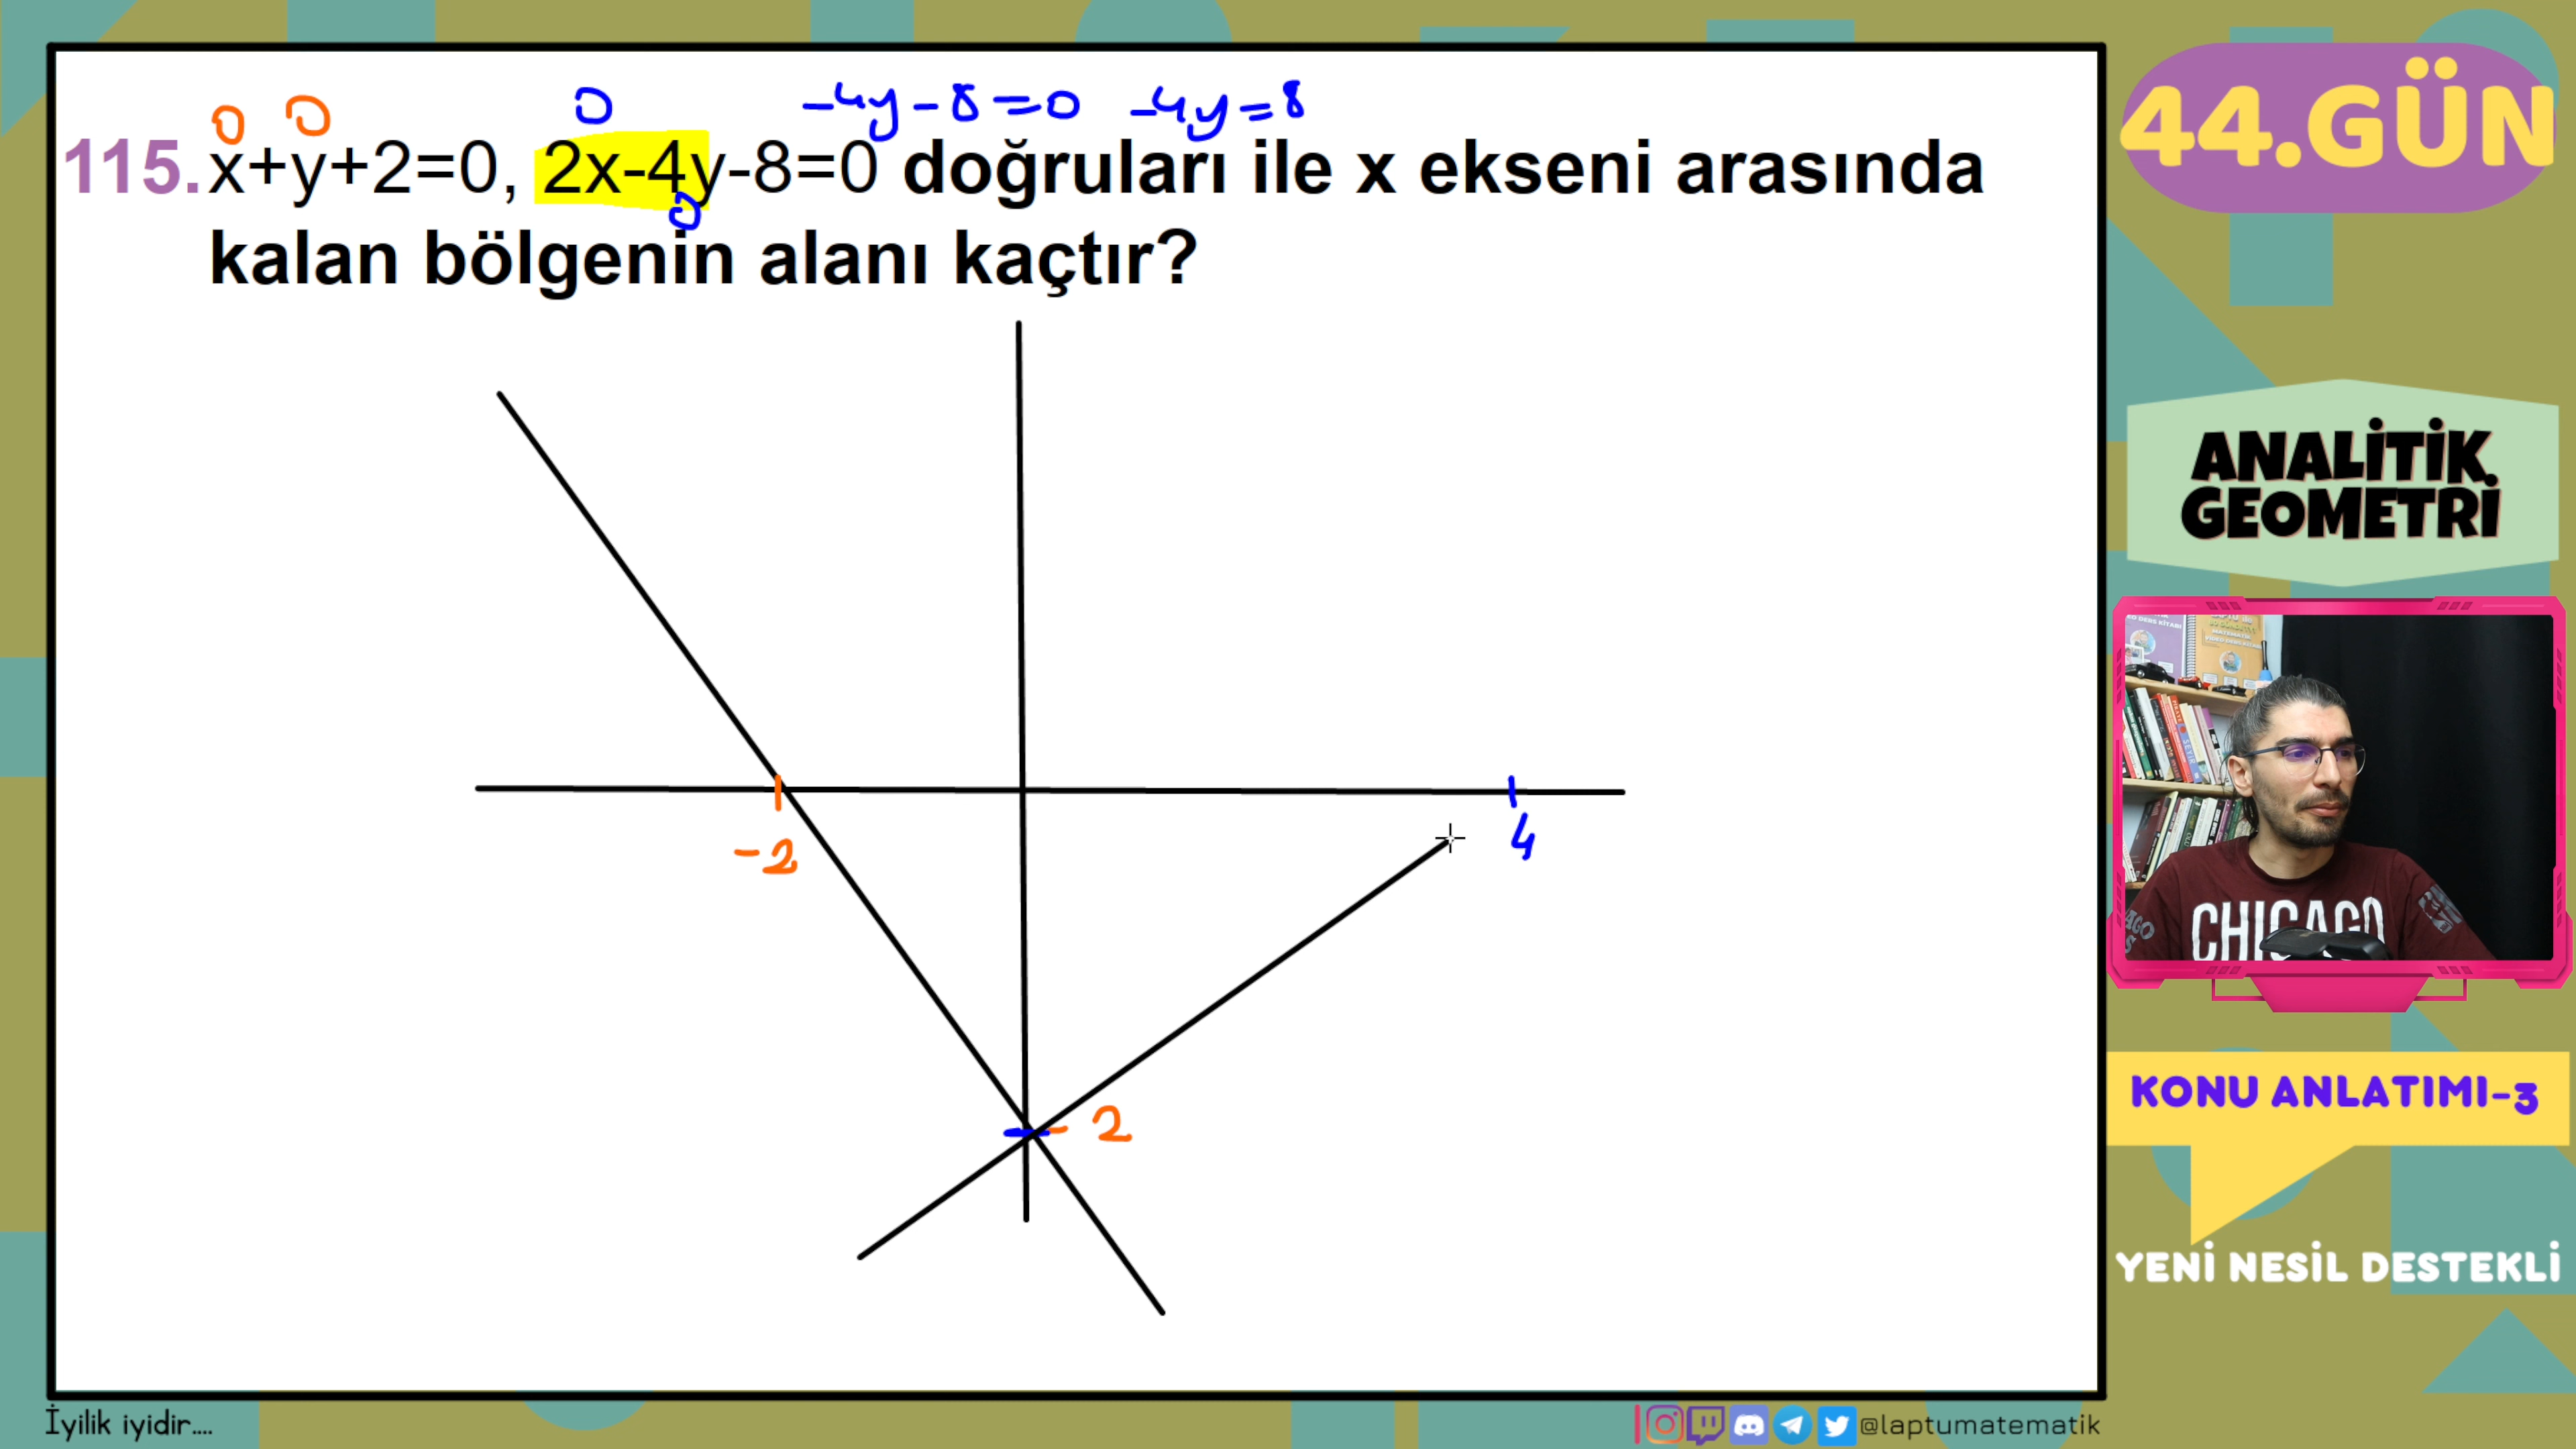 0 0 0 -4y-8=0 -4y=8
115. x+y+2=0, 2x-4y-8=0 doğruları ile x ekseni arasında
0
kalan bölgenin alanı kaçtır?
-2
4
- 2
44.GÜN
ANALİTİK
GEOMETRİ
CHICAGO
KONU ANLATIMI-3
YENİ NESİL DESTEKLİ
İyilik iyidir....
@laptumatematik